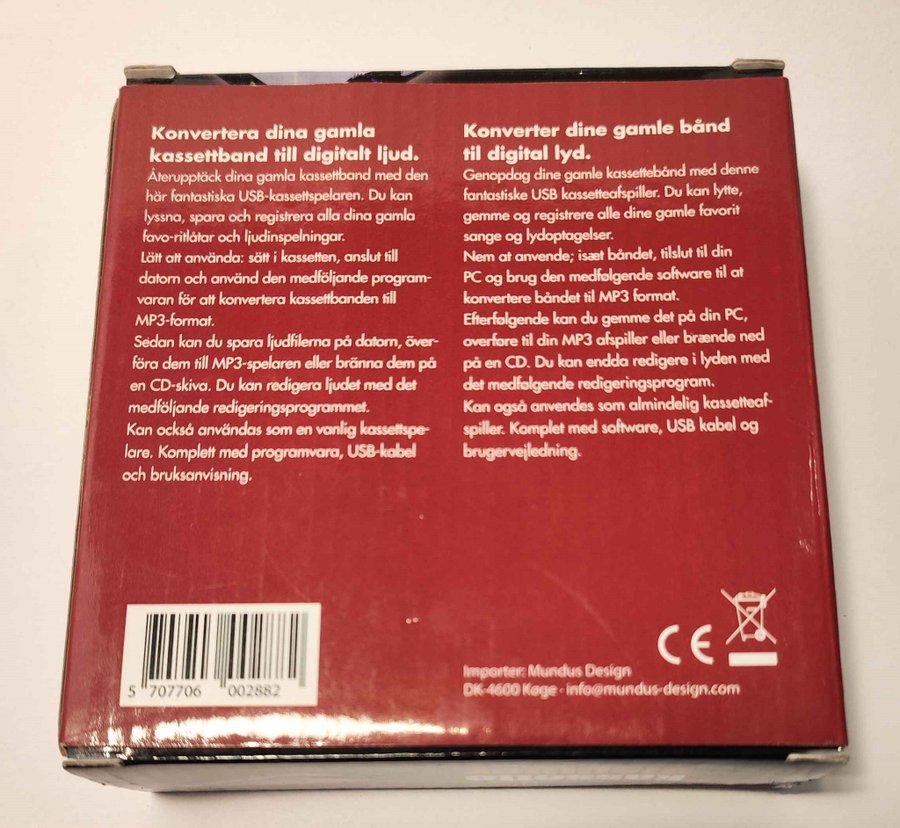 Konvertera dina gamla
kassettband till digitalt ljud.
Återupptäck dina gamla kassettband med den
här fantastiska USB-kassettspelaren. Du kan
lyssna, spara och registrera alla dina gamla
favo-ritlåtar och ljudinspelningar.
Lätt att använda: sätt i kassetten, anslut till
datorn och använd den medföljande program-
varan för att konvertera kassettbanden till
MP3-format.
Sedan kan du spara ljudfilerna på datorn, över-
föra dem till MP3-spelaren eller bränna dem på
en CD-skiva. Du kan redigera ljudet med det
medföljande redigeringsprogrammet.
Kan också användas som en vanlig kassettspe-
lare. Komplett med programvara, USB-kabel
och bruksanvisning.
Konverter dine gamle bånd
til digital lyd.
Genopdag dine gamle kassettebånd med denne
fantastiske USB kasseteafspiller. Du kan lytte,
gemme og registrere alle dine gamle favorit
sange og lydoptagelser.
Nem at anvende; isæt båndet, tilslut til din
PC og brug den medfølgende software til at
konvertere båndet til MP3 format.
Efterfølgende kan du gemme det på din PC,
overføre til din MP3 afspiller eller brænde ned
på en CD. Du kan endda redigere i lyden med
det medfølgende redigeringsprogram.
Kan også anvendes som almindelig kassetteaf-
spiller. Komplet med software, USB kabel og
brugervejledning.
5 707706 002882
CE
Importer: Mundus Design
DK-4600 Køge - info@mundus-design.com